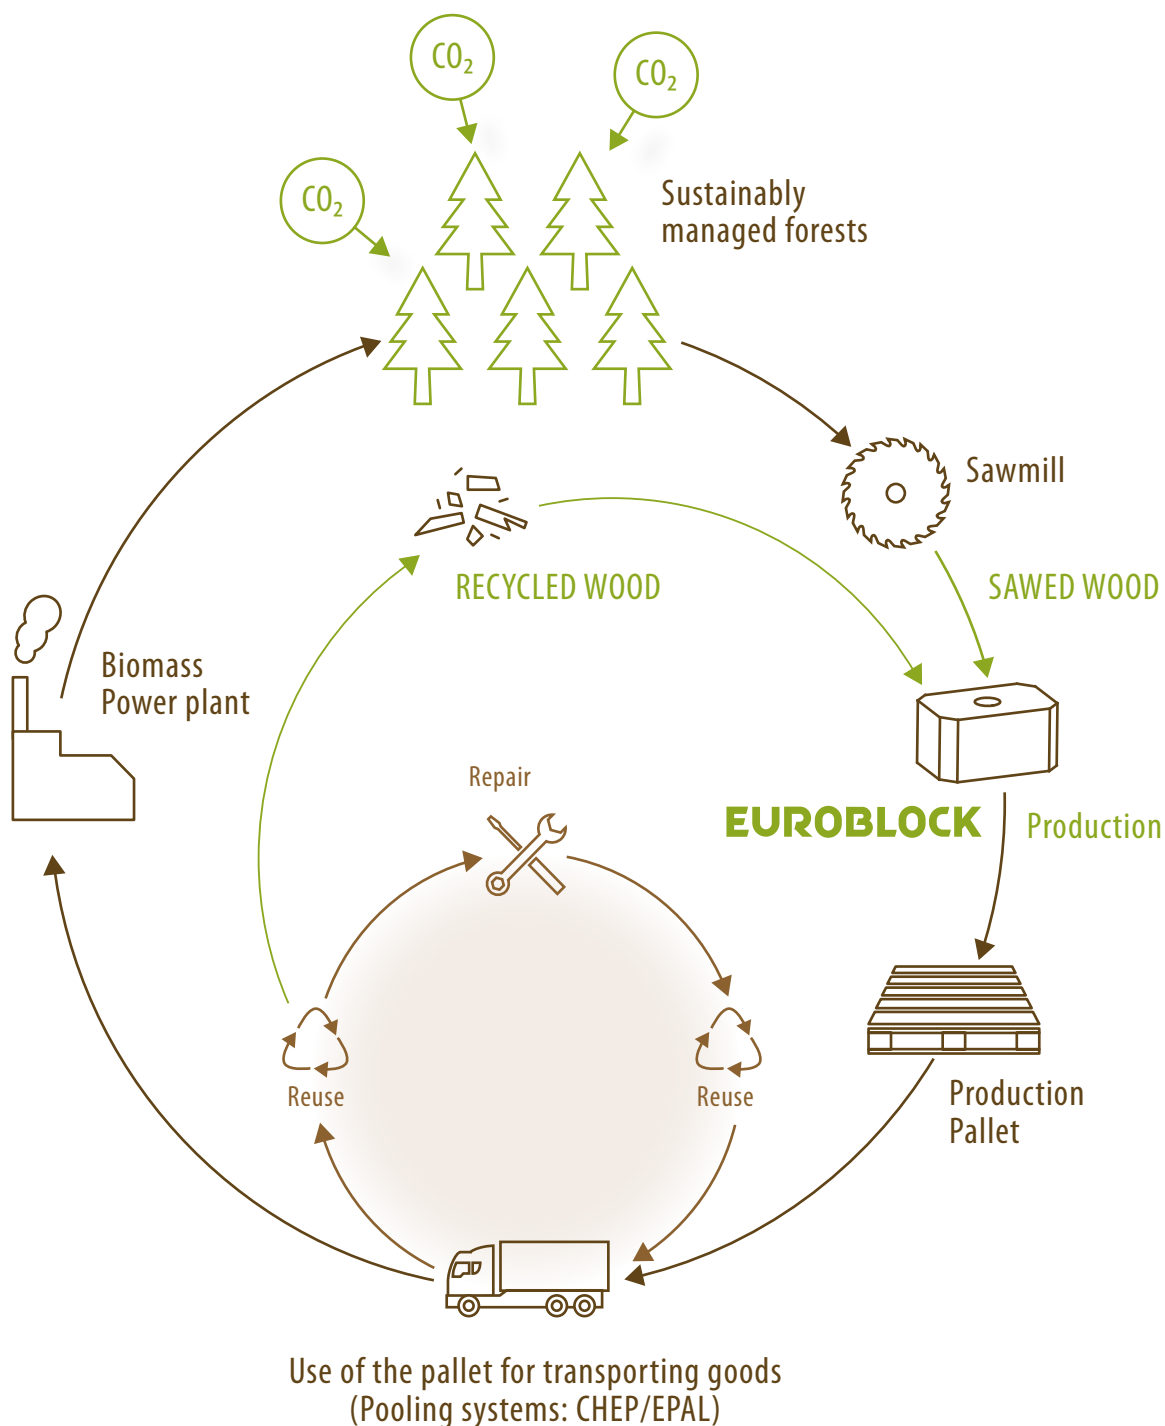 CO₂
CO₂
CO₂
Sustainably
managed forests
Sawmill
RECYCLED WOOD
SAWED WOOD
Biomass
Power plant
Repair
EUROBLOCK Production
Reuse
Reuse
Production
Pallet
Use of the pallet for transporting goods
(Pooling systems: CHEP/EPAL)